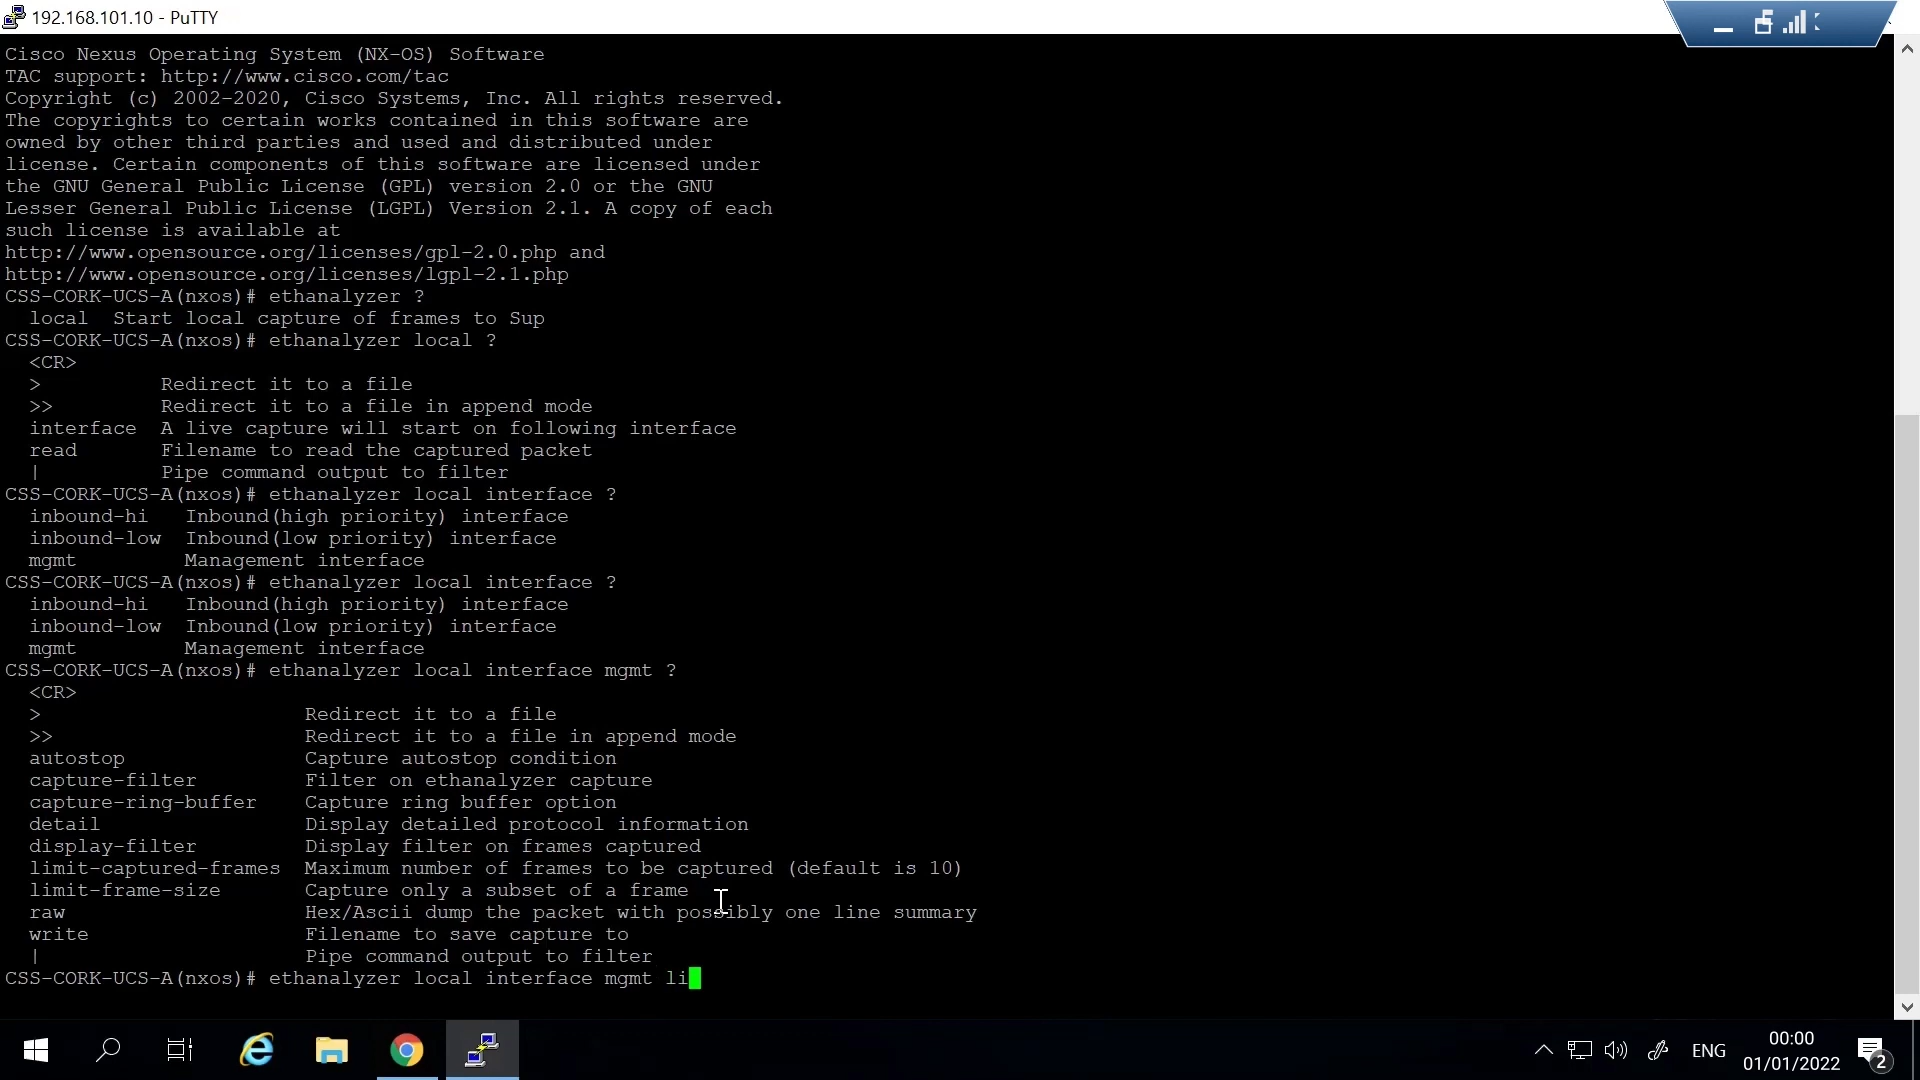 192.168.101.10 - PuTTY
Cisco Nexus Operating System (NX-OS) Software
TAC support: http://www.cisco.com/tac
Copyright (c) 2002-2020, Cisco Systems, Inc. All rights reserved.
The copyrights to certain works contained in this software are
owned by other third parties and used and distributed under
license. Certain components of this software are licensed under
the GNU General Public License (GPL) version 2.0 or the GNU
Lesser General Public License (LGPL) Version 2.1. A copy of each
such license is available at
http://www.opensource.org/licenses/gpl-2.0.php and
http://www.opensource.org/licenses/lgpl-2.1.php
CSS-CORK-UCS-A(nxos)# ethanalyzer ?
  local  Start local capture of frames to Sup
CSS-CORK-UCS-A(nxos)# ethanalyzer local ?
  <CR>
  >          Redirect it to a file
  >>         Redirect it to a file in append mode
  interface  A live capture will start on following interface
  read       Filename to read the captured packet
  |          Pipe command output to filter
CSS-CORK-UCS-A(nxos)# ethanalyzer local interface ?
  inbound-hi   Inbound(high priority) interface
  inbound-low  Inbound(low priority) interface
  mgmt         Management interface
CSS-CORK-UCS-A(nxos)# ethanalyzer local interface ?
  inbound-hi   Inbound(high priority) interface
  inbound-low  Inbound(low priority) interface
  mgmt         Management interface
CSS-CORK-UCS-A(nxos)# ethanalyzer local interface mgmt ?
  <CR>
  >                      Redirect it to a file
  >>                     Redirect it to a file in append mode
  autostop               Capture autostop condition
  capture-filter         Filter on ethanalyzer capture
  capture-ring-buffer    Capture ring buffer option
  detail                 Display detailed protocol information
  display-filter         Display filter on frames captured
  limit-captured-frames  Maximum number of frames to be captured (default is 10)
  limit-frame-size       Capture only a subset of a frame
  raw                    Hex/Ascii dump the packet with possibly one line summary
  write                  Filename to save capture to
  |                      Pipe command output to filter
CSS-CORK-UCS-A(nxos)# ethanalyzer local interface mgmt li
ENG
00:00
01/01/2022
2